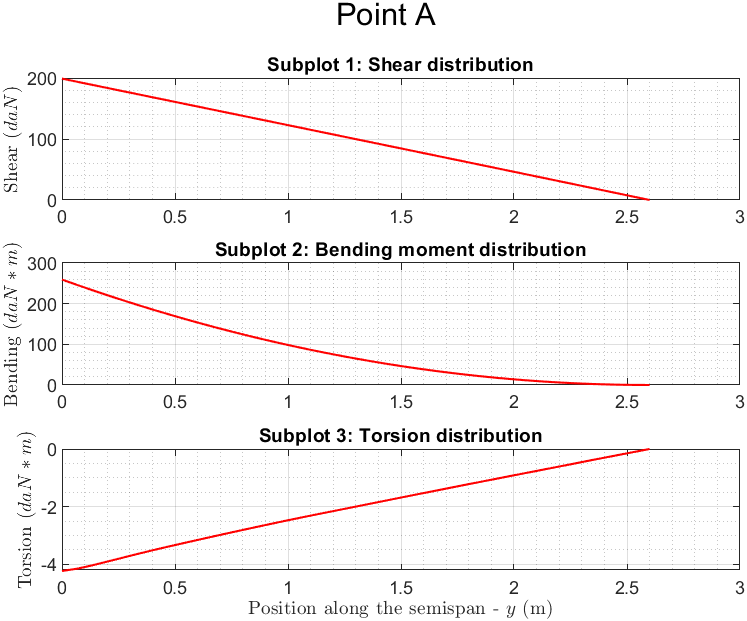 Point A
Subplot 1: Shear distribution
Shear (daN)
200
100
0
0 0.5 1 1.5 2 2.5 3
Subplot 2: Bending moment distribution
Bending (daN * m)
300
200
100
0
0 0.5 1 1.5 2 2.5 3
Subplot 3: Torsion distribution
Torsion (daN * m)
0
-2
-4
0 0.5 1 1.5 2 2.5 3
Position along the semispan - y (m)